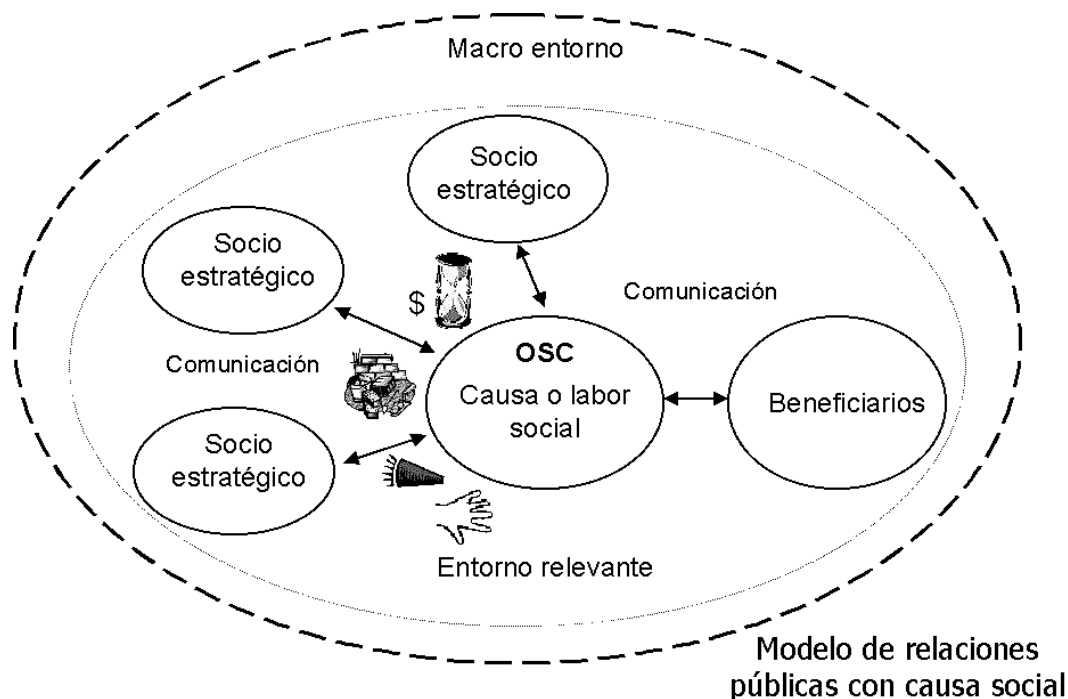 Macro entorno
Socio
estratégico
Socio
estratégico
$
Comunicación
Comunicación
OSC
Causa o labor
social
Beneficiarios
Socio
estratégico
Entorno relevante
Modelo de relaciones
públicas con causa social